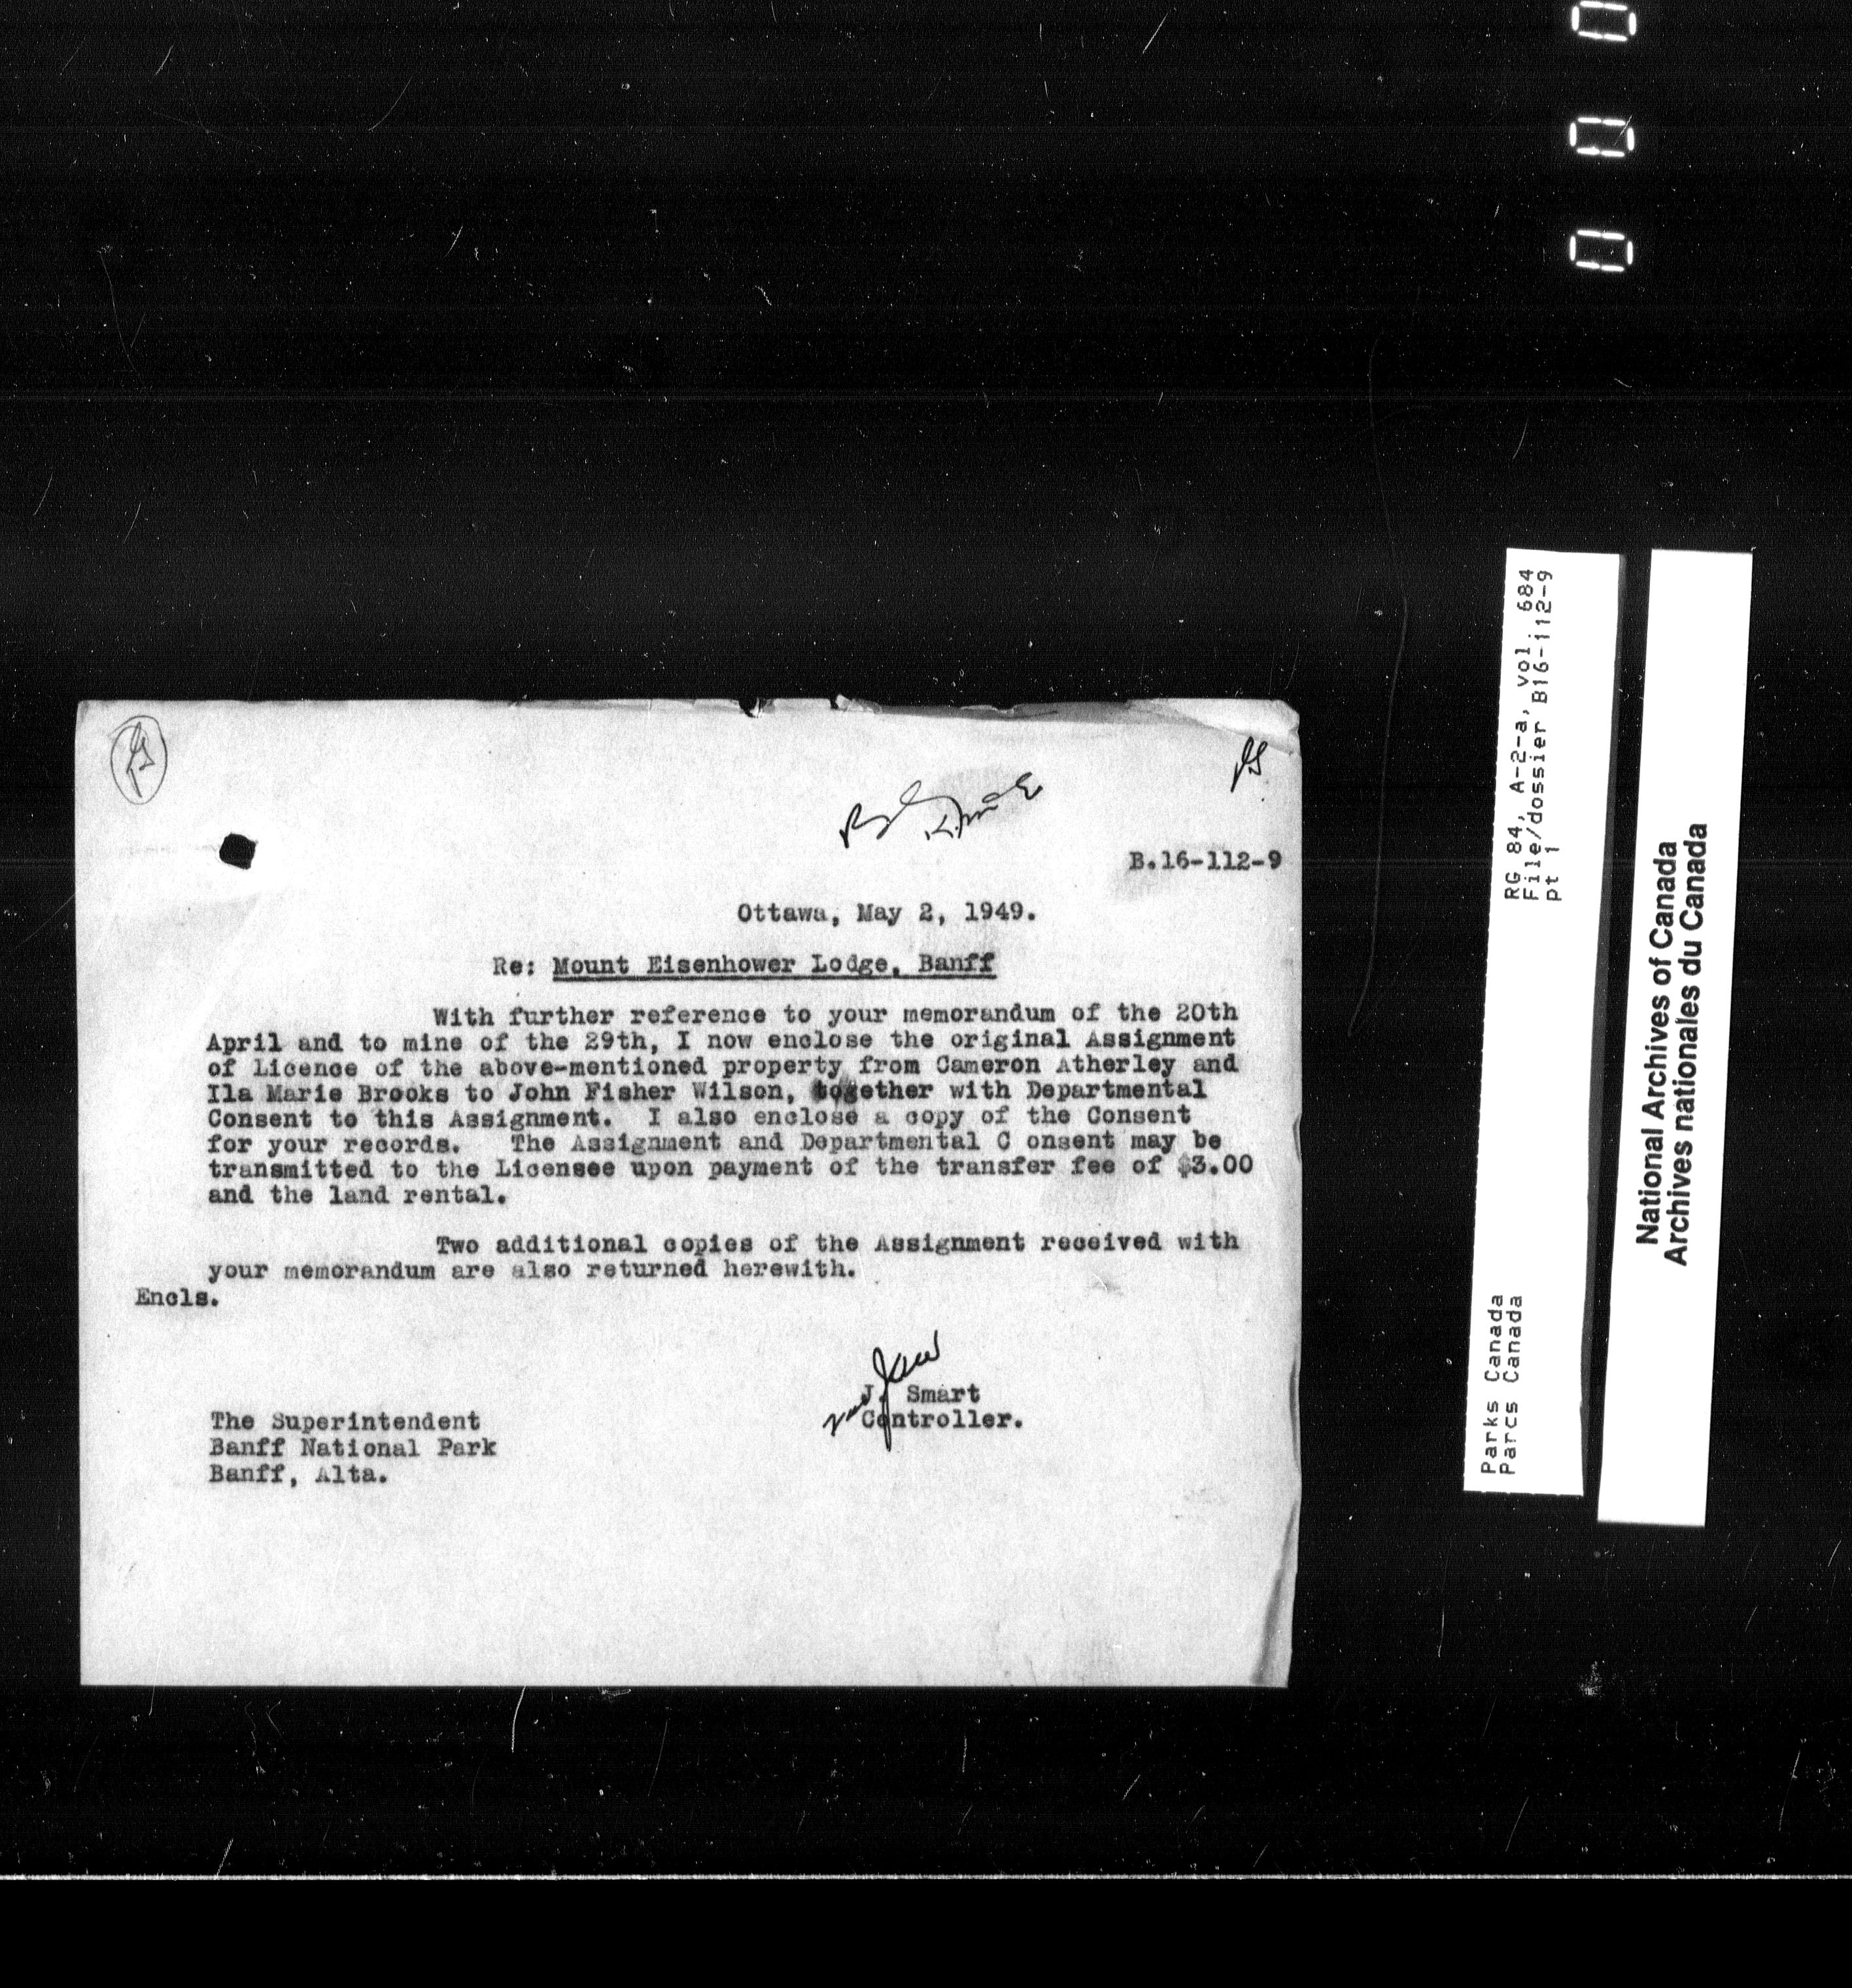 B.16-112-9
Ottawa, May 2, 1949.
Re: Mount Eisenhower Lodge, Banff
With further reference to your memorandum of the 20th
April and to mine of the 29th, I now enclose the original Assignment
of Licence of the above-mentioned property from Cameron Atherley and
Ila Marie Brooks to John Fisher Wilson, together with Departmental
Consent to this Assignment. I also enclose a copy of the Consent
for your records. The Assignment and Departmental C onsent may be
transmitted to the Licensee upon payment of the transfer fee of $3.00
and the land rental.
Two additional copies of the Assignment received with
your memorandum are also returned herewith.
Encls.
J. Smart
Controller.
The Superintendent
Banff National Park
Banff, Alta.
RG 84, A-2-a, vol. 684
File/dossier B16-112-9
pt 1
Parks Canada
Parcs Canada
National Archives of Canada
Archives nationales du Canada
000